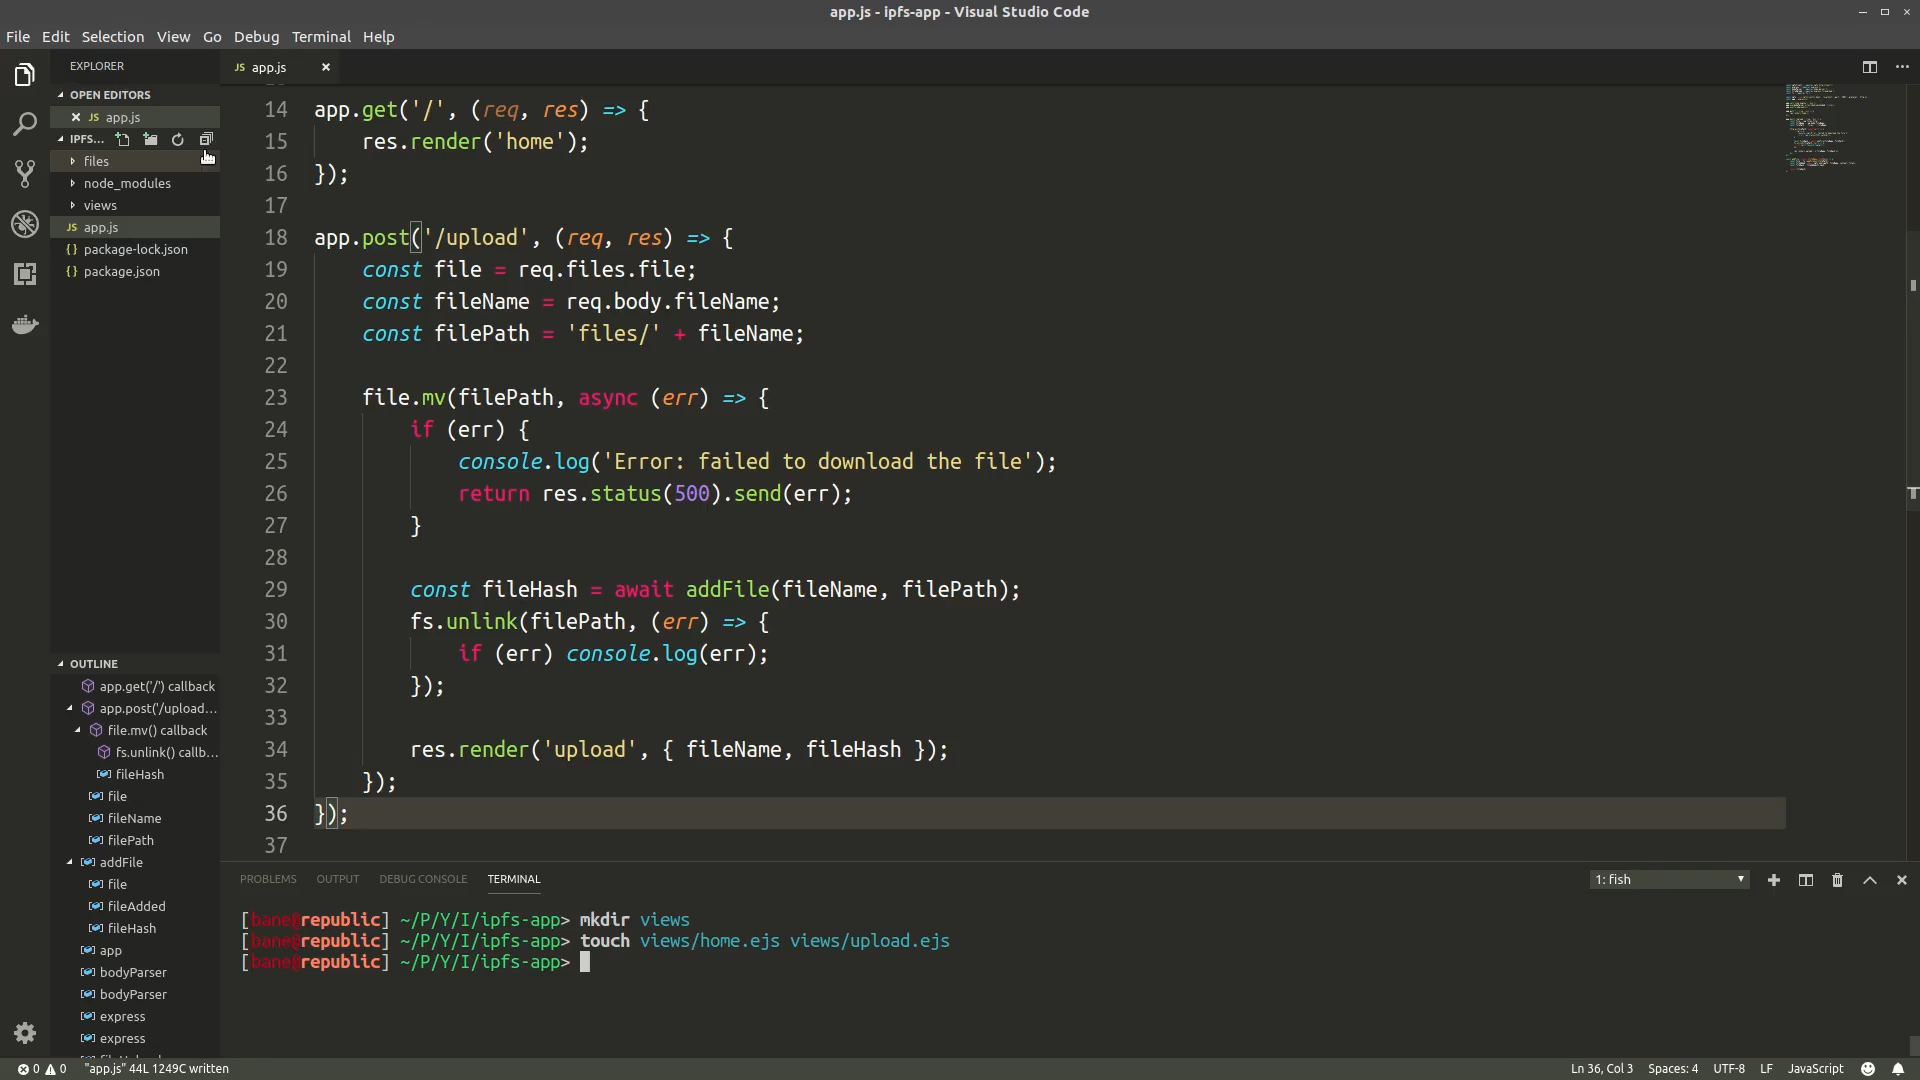 app.js - ipfs-app - Visual Studio Code
File Edit Selection View Go Debug Terminal Help
EXPLORER
OPEN EDITORS
JS app.js
IPFS...
files
node_modules
views
JS app.js
{ } package-lock.json
{ } package.json
OUTLINE
app.get('/') callback
app.post('/upload...
file.mv() callback
fs.unlink() callb...
fileHash
file
fileName
filePath
addFile
file
fileAdded
fileHash
app
bodyParser
bodyParser
express
express
JS app.js
14 app.get('/', (req, res) => {
15 res.render('home');
16 });
17
18 app.post('/upload', (req, res) => {
19 const file = req.files.file;
20 const fileName = req.body.fileName;
21 const filePath = 'files/' + fileName;
22
23 file.mv(filePath, async (err) => {
24 if (err) {
25 console.log('Error: failed to download the file');
26 return res.status(500).send(err);
27 }
28
29 const fileHash = await addFile(fileName, filePath);
30 fs.unlink(filePath, (err) => {
31 if (err) console.log(err);
32 });
33
34 res.render('upload', { fileName, fileHash });
35 });
36 });
37
PROBLEMS OUTPUT DEBUG CONSOLE TERMINAL 1: fish
[bane@republic] ~/P/Y/I/ipfs-app> mkdir views
[bane@republic] ~/P/Y/I/ipfs-app> touch views/home.ejs views/upload.ejs
[bane@republic] ~/P/Y/I/ipfs-app>
0 0 "app.js" 44L 1249C written Ln 36, Col 3 Spaces: 4 UTF-8 LF JavaScript